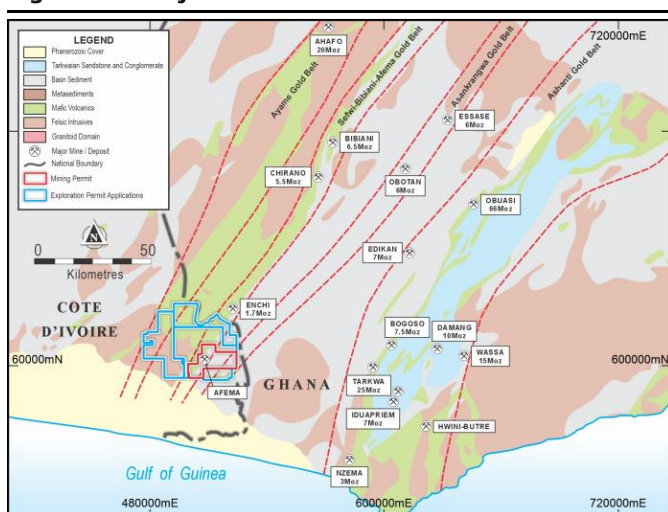 720000mE
LEGEND
Phanerozoic Cover
Tarkwaian Sandstone and Conglomerate
Basin Sediment
Metasediments
Mafic Volcanics
Felsic Intrusives
Granitoid Domain
Major Mine / Deposit
National Boundary
Mining Permit
Exploration Permit Applications
N
0 50
Kilometres
AHAFO
20Moz
Ayame Gold Belt
Sefwi-Bibiani-Afema Gold Belt
Asankrangwa Gold Belt
Ashanti Gold Belt
ESSASE
6Moz
BIBIANI
6.5Moz
CHIRANO
5.5Moz
OBOTAN
6Moz
OBUASI
66Moz
EDIKAN
7Moz
COTE
D'IVOIRE
ENCHI
1.7Moz
BOGOSO
7.5Moz
DAMANG
10Moz
WASSA
15Moz
60000mN
600000mN
AFEMA
GHANA
TARKWA
25Moz
IDUAPRIEM
7Moz
HWINI-BUTRE
NZEMA
3Moz
Gulf of Guinea
480000mE
600000mE
720000mE